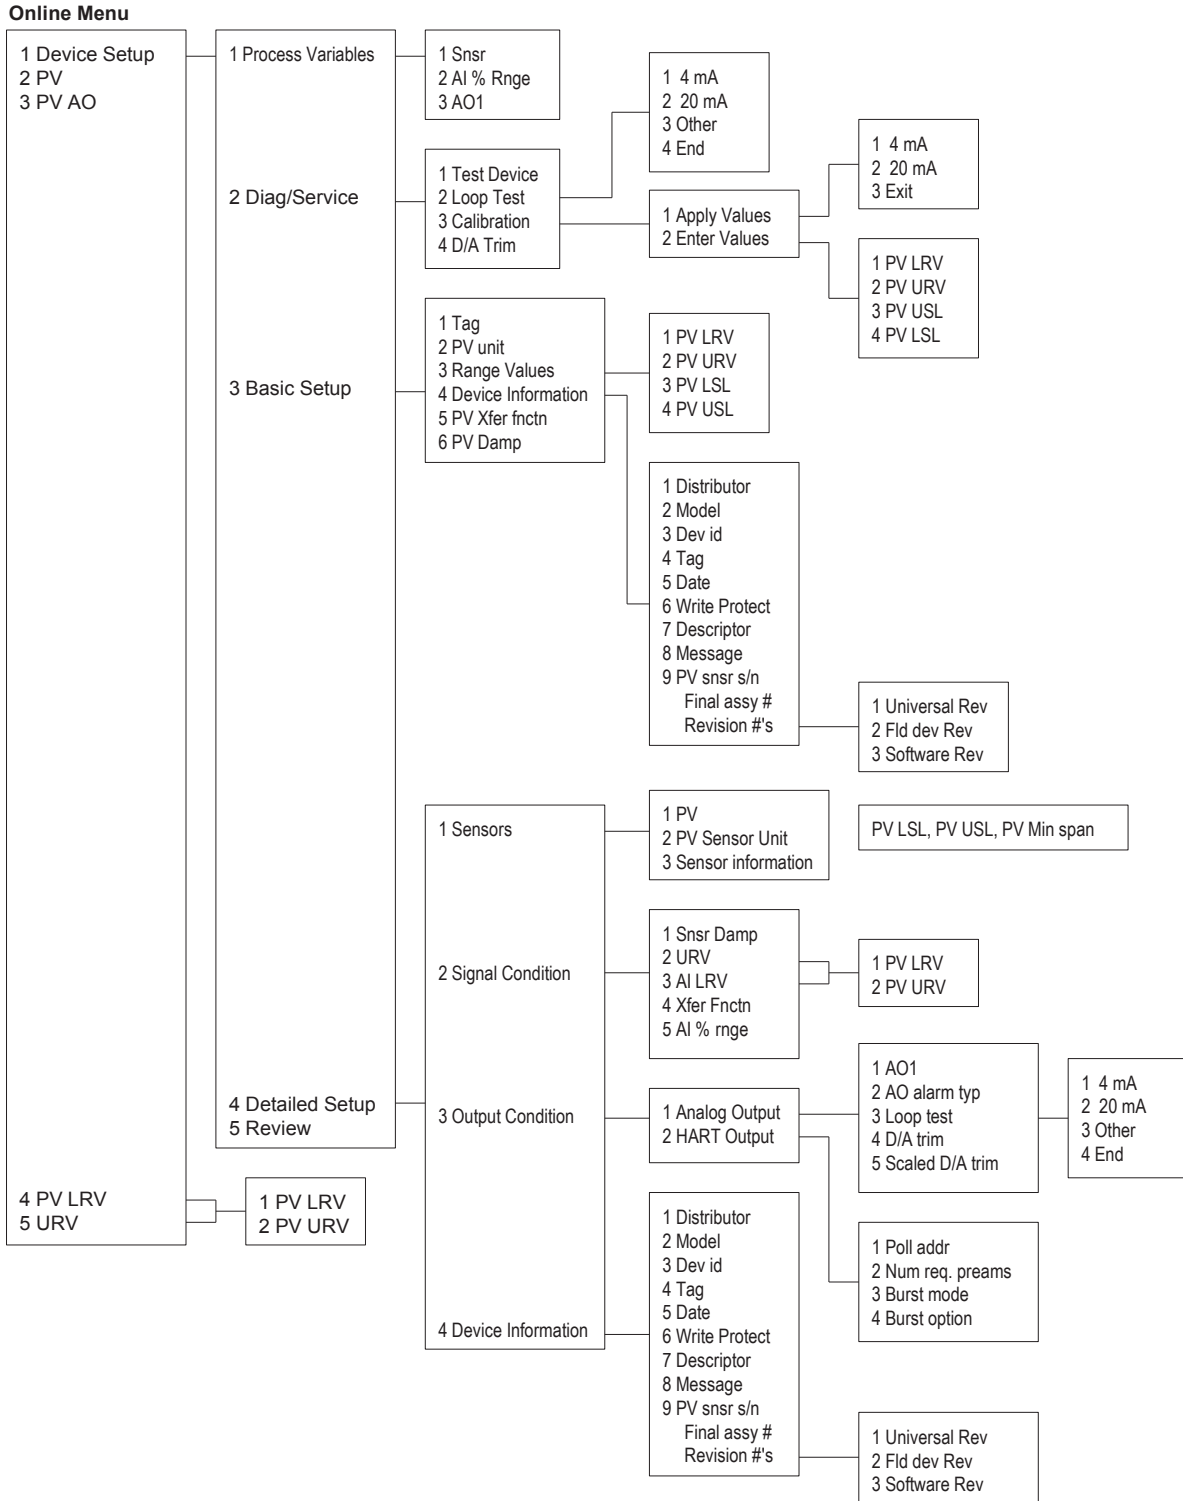 Online Menu
1 Device Setup
2 PV
3 PV AO
4 PV LRV
5 URV
1 PV LRV
2 PV URV
1 Process Variables
2 Diag/Service
3 Basic Setup
4 Detailed Setup
5 Review
1 Snsr
2 AI % Rnge
3 AO1
1 Test Device
2 Loop Test
3 Calibration
4 D/A Trim
1 4 mA
2 20 mA
3 Other
4 End
1 Apply Values
2 Enter Values
1 4 mA
2 20 mA
3 Exit
1 PV LRV
2 PV URV
3 PV USL
4 PV LSL
1 Tag
2 PV unit
3 Range Values
4 Device Information
5 PV Xfer fnctn
6 PV Damp
1 PV LRV
2 PV URV
3 PV LSL
4 PV USL
1 Distributor
2 Model
3 Dev id
4 Tag
5 Date
6 Write Protect
7 Descriptor
8 Message
9 PV snsr s/n
Final assy #
Revision #'s
1 Universal Rev
2 Fld dev Rev
3 Software Rev
1 Sensors
2 Signal Condition
3 Output Condition
4 Device Information
1 PV
2 PV Sensor Unit
3 Sensor information
PV LSL, PV USL, PV Min span
1 Snsr Damp
2 URV
3 AI LRV
4 Xfer Fnctn
5 AI % rnge
1 PV LRV
2 PV URV
1 Analog Output
2 HART Output
1 AO1
2 AO alarm typ
3 Loop test
4 D/A trim
5 Scaled D/A trim
1 4 mA
2 20 mA
3 Other
4 End
1 Poll addr
2 Num req. preams
3 Burst mode
4 Burst option
1 Distributor
2 Model
3 Dev id
4 Tag
5 Date
6 Write Protect
7 Descriptor
8 Message
9 PV snsr s/n
Final assy #
Revision #'s
1 Universal Rev
2 Fld dev Rev
3 Software Rev